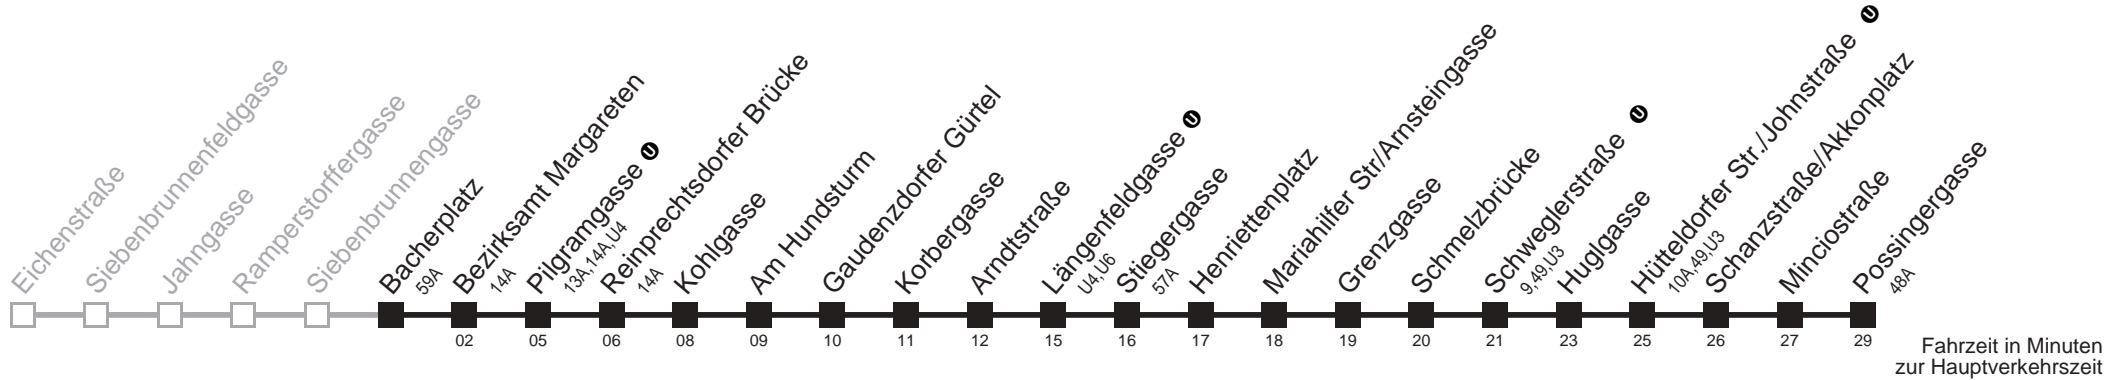 Eichenstraße
Siebenbrunnenfeldgasse
Jahngasse
Ramperstoffergasse
Siebenbrunnengasse
Bacherplatz
59A
Bezirksamt Margareten
14A
Pilgramgasse U
13A,14A,U4
Reinprechtsdorfer Brücke
14A
Kohlgasse
Am Hundsturm
Gaudenzdorfer Gürtel
Korbergasse
Arndtstraße
Längenfeldgasse U
U4,U6
Stiegergasse
57A
Henriettenplatz
Mariahilfer Str/Arnsteingasse
Grenzgasse
Schmelzbrücke
Schweglerstraße U
9,49,U3
Huglgasse
Hütteldorfer Str./Johnstraße U
10A,49,U3
Schanzstraße/Akkonplatz
Minciostraße
Possingergasse
48A
02 05 06 08 09 10 11 12 15 16 17 18 19 20 21 23 25 26 27 29
Fahrzeit in Minuten
zur Hauptverkehrszeit